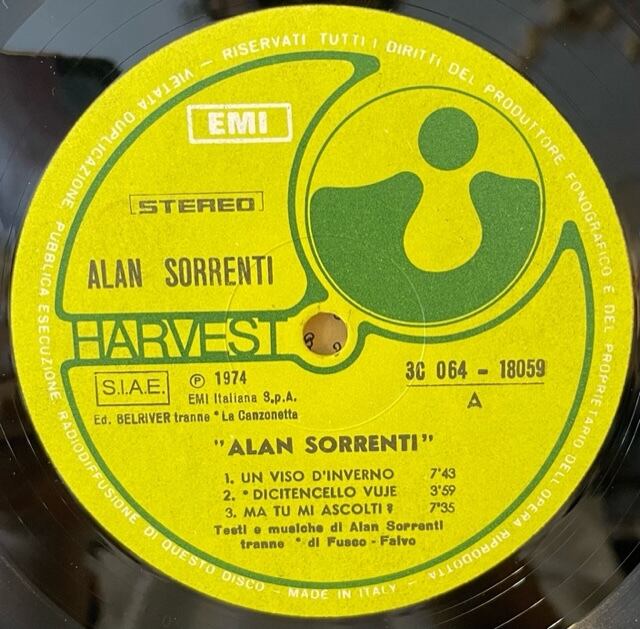 RISERVATI TUTTI I DIRITTI DEL PRODUTTORE FONOGRAFICO E DEL PROPRIETARIO DELL'OPERA RIPRODOTTA
VIETATA DUPLICAZIONE PUBBLICA ESECUZIONE RADIODIFFUSIONE DI QUESTO DISCO - MADE IN ITALY -
EMI
STEREO
ALAN SORRENTI
HARVEST
S.I.A.E.
℗ 1974
EMI Italiana S.p.A.
3C 064 - 18059
A
Ed. BELRIVER tranne * La Canzonetta
"ALAN SORRENTI"
1. UN VISO D'INVERNO 7'43
2. * DICITENCELLO VUJE 3'59
3. MA TU MI ASCOLTI? 7'35
Testi e musiche di Alan Sorrenti
tranne * di Fusco - Falvo